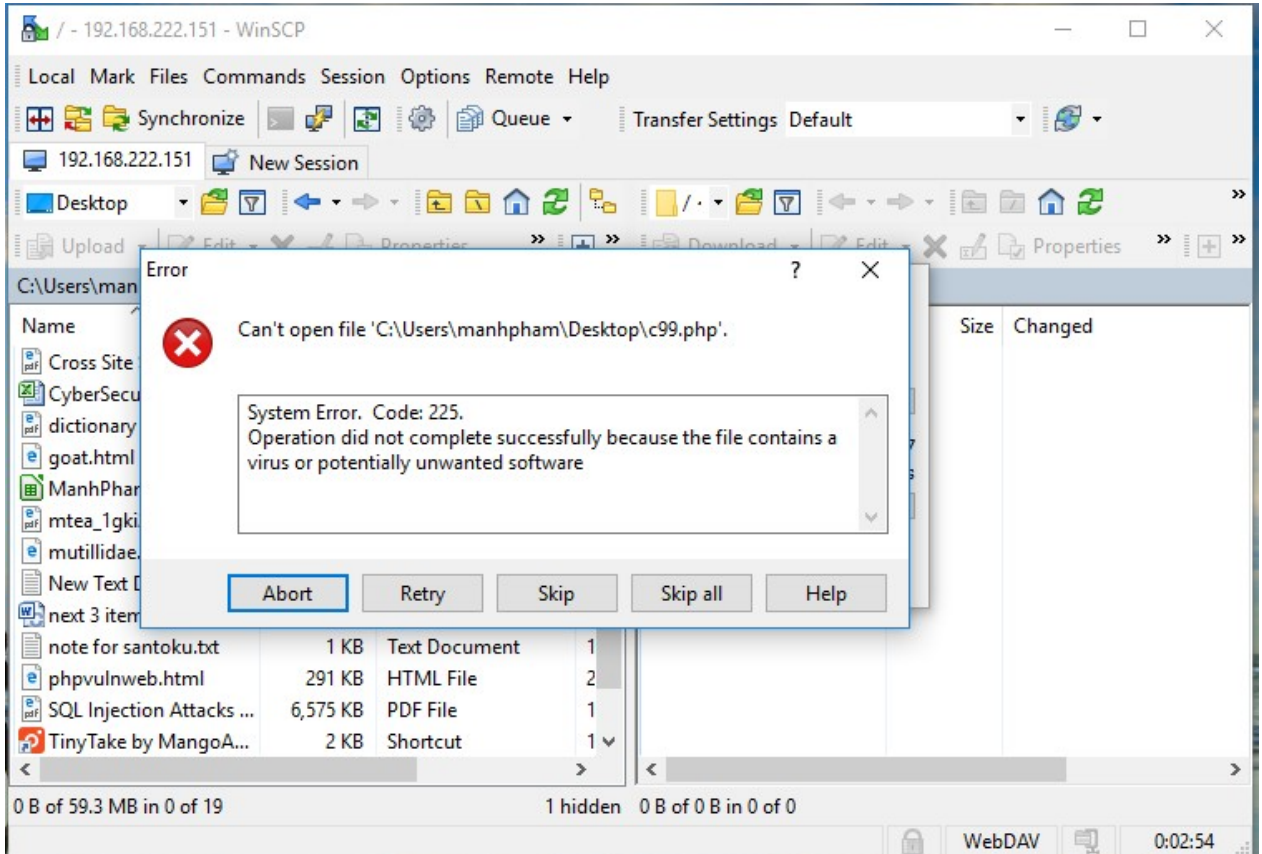 / - 192.168.222.151 - WinSCP
Local Mark Files Commands Session Options Remote Help
Synchronize Queue Transfer Settings Default
192.168.222.151 New Session
Desktop / »
Upload Edit Properties » » Download Edit Properties » »
C:\Users\man
Error ? 
Can't open file 'C:\Users\manhpham\Desktop\c99.php'.
System Error. Code: 225.
Operation did not complete successfully because the file contains a
virus or potentially unwanted software
Abort Retry Skip Skip all Help
Name Size Changed
Cross Site
CyberSecu
dictionary
goat.html
ManhPhar
mtea_1gki
mutillidae.
New Text D
next 3 item
note for santoku.txt 1 KB Text Document 1
phpvulnweb.html 291 KB HTML File 2
SQL Injection Attacks ... 6,575 KB PDF File 1
TinyTake by MangoA... 2 KB Shortcut 1
0 B of 59.3 MB in 0 of 19 1 hidden 0 B of 0 B in 0 of 0
WebDAV 0:02:54